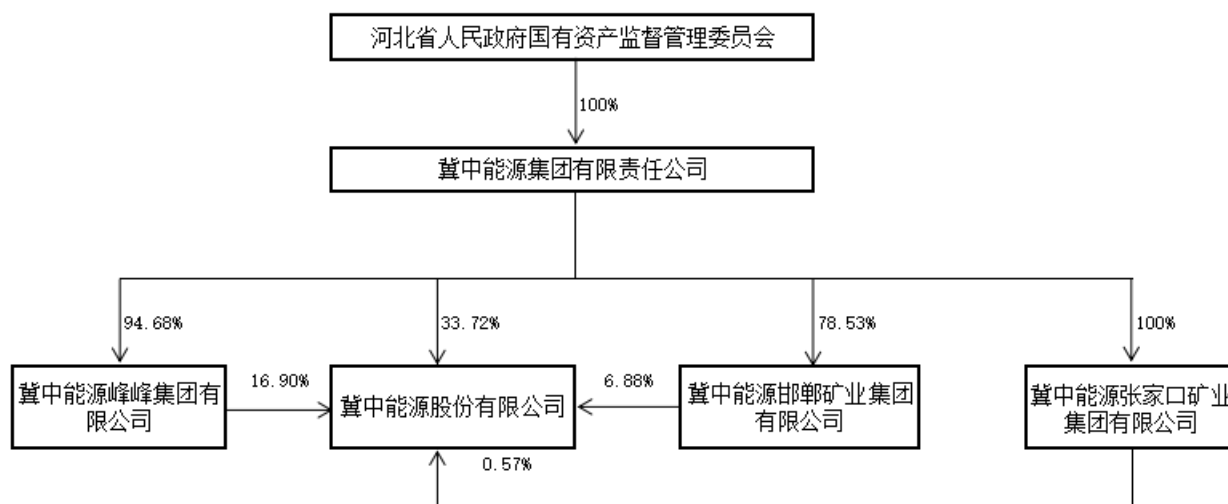 河北省人民政府国有资产监督管理委员会
100%
冀中能源集团有限责任公司
94.68%
33.72%
78.53%
100%
冀中能源峰峰集团有
限公司
16.90%
冀中能源股份有限公司
6.88%
冀中能源邯郸矿业集团
有限公司
冀中能源张家口矿业
集团有限公司
0.57%